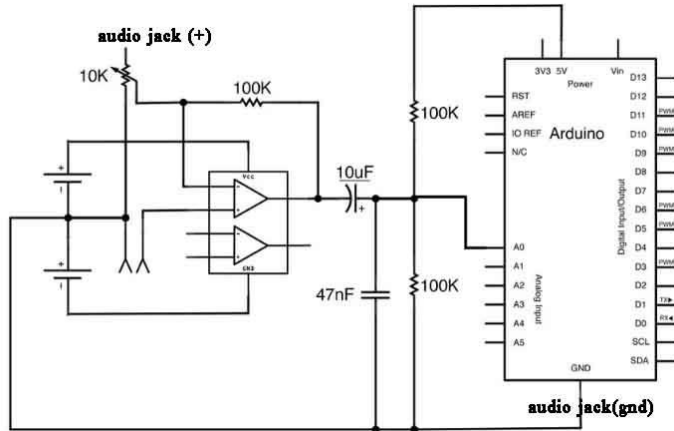 audio jack (+)
10K
100K
+
+
Vcc
GND
10uF
+
47nF
100K
100K
3V3
5V
Vin
Power
Arduino
RST
AREF
IO REF
N/C
A0
A1
A2
A3
A4
A5
Analog Input
Digital Input/Output
D13
D12
D11
PWM
D10
PWM
D9
PWM
D8
D7
D6
PWM
D5
PWM
D4
D3
PWM
D2
D1
TX▸
D0
RX◂
SCL
SDA
GND
audio jack(gnd)